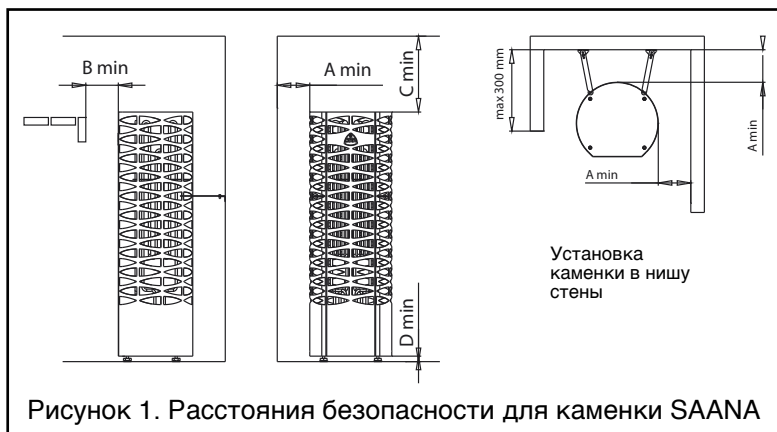 B min
A min
C min
D min
max 300 mm
A min
A min
Установка
каменки в нишу
стены
Рисунок 1. Расстояния безопасности для каменки SAANA